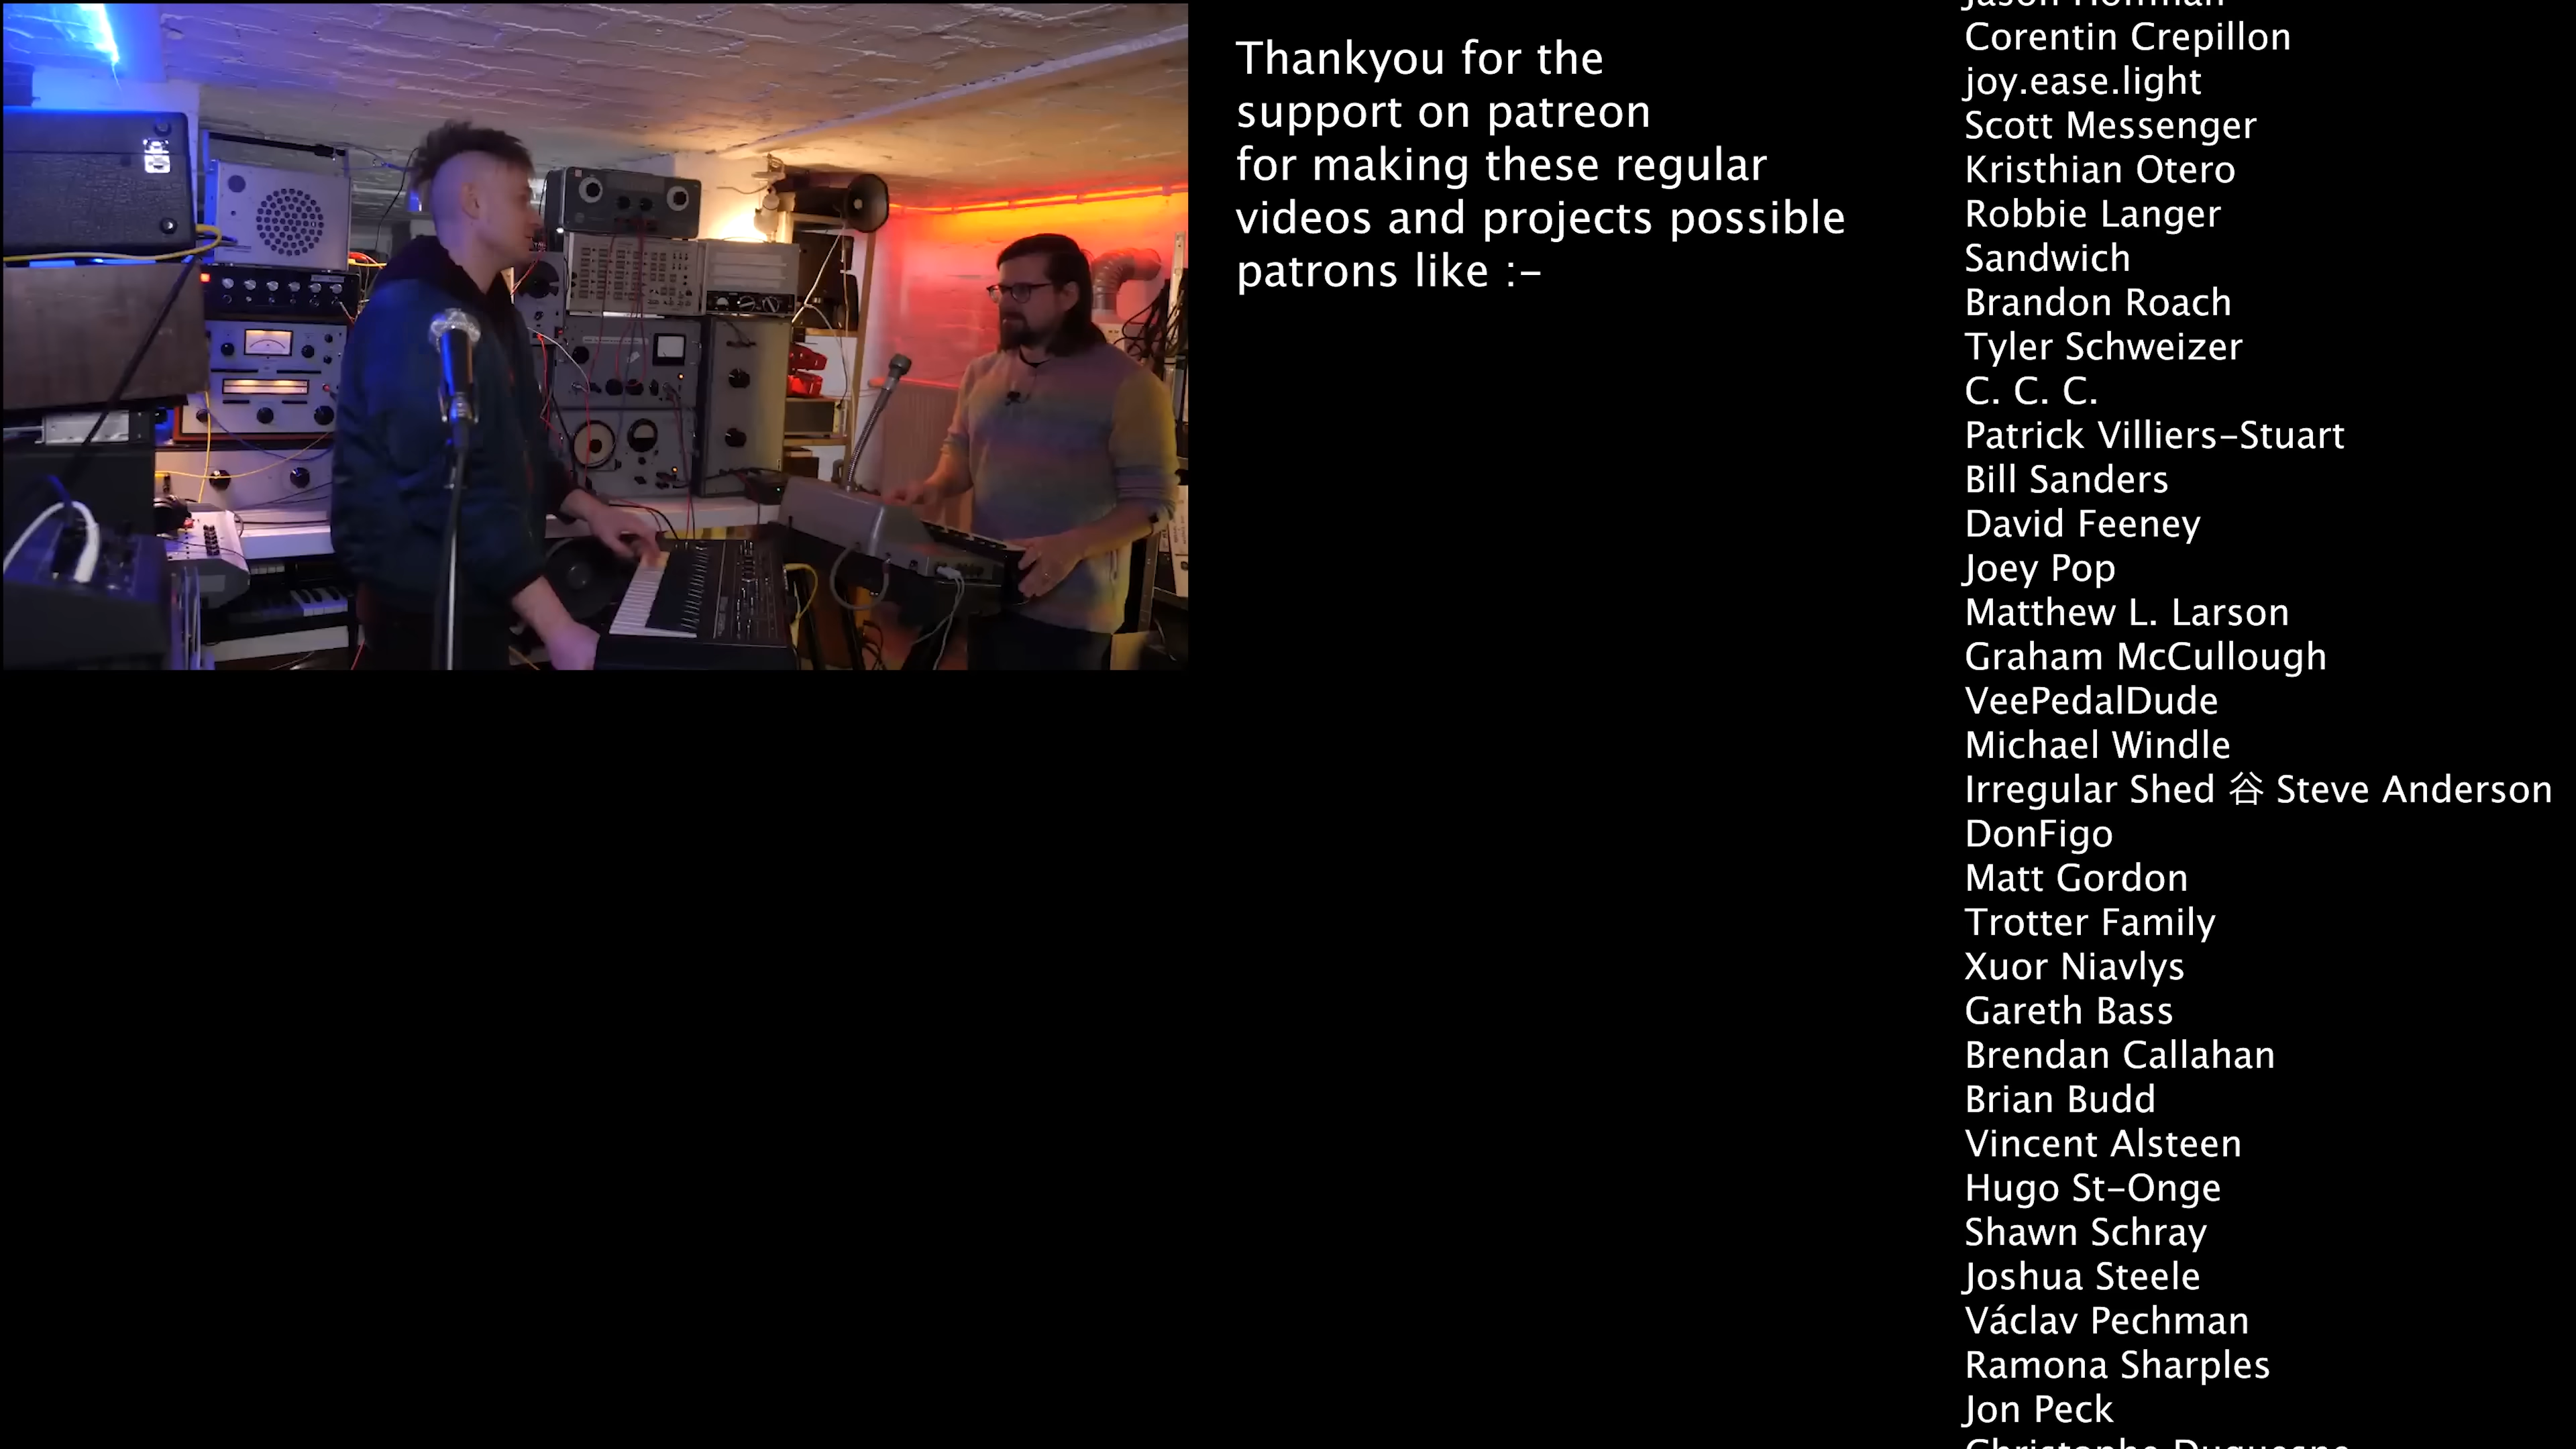 Thankyou for the
support on patreon
for making these regular
videos and projects possible
patrons like :-
Jason Hoffman
Corentin Crepillon
joy.ease.light
Scott Messenger
Kristhian Otero
Robbie Langer
Sandwich
Brandon Roach
Tyler Schweizer
C. C. C.
Patrick Villiers-Stuart
Bill Sanders
David Feeney
Joey Pop
Matthew L. Larson
Graham McCullough
VeePedalDude
Michael Windle
Irregular Shed 谷 Steve Anderson
DonFigo
Matt Gordon
Trotter Family
Xuor Niavlys
Gareth Bass
Brendan Callahan
Brian Budd
Vincent Alsteen
Hugo St-Onge
Shawn Schray
Joshua Steele
Václav Pechman
Ramona Sharples
Jon Peck
Christophe Duquesne